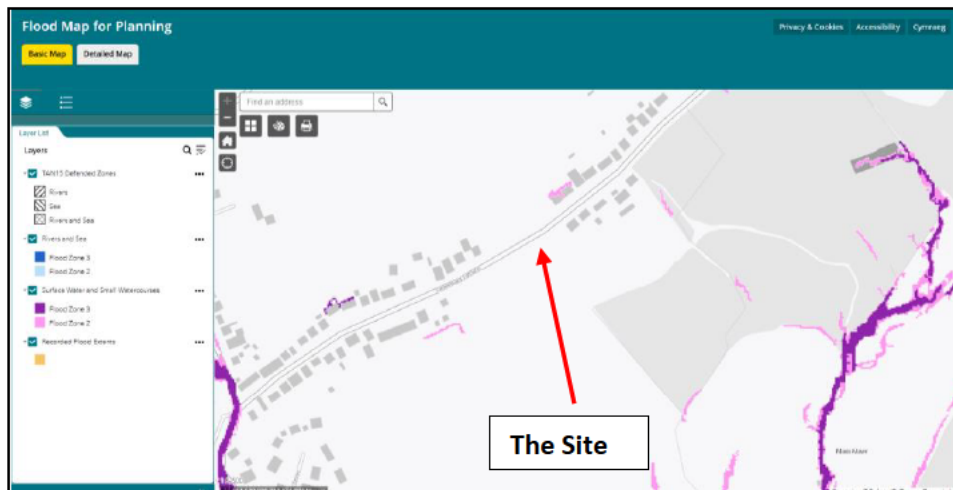 Flood Map for Planning
Privacy & Cookies Accessibility Cymraeg
Basic Map Detailed Map
Find an address
Layer List
Layers
TAN15 Defended Zones
Rivers
Sea
Rivers and Sea
Rivers and Sea
Flood Zone 3
Flood Zone 2
Surface Water and Small Watercourses
Flood Zone 3
Flood Zone 2
Recorded Flood Extents
The Site